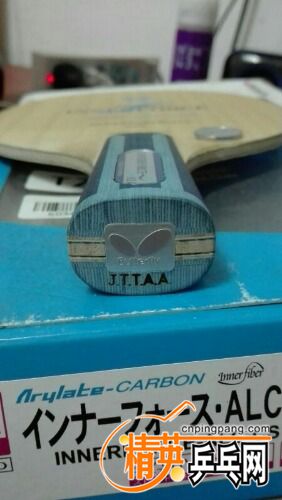 Butterfly
J.T.T.A.A
Arylate-CARBON
Inner fiber
インナーフォース・ALC
cnpingpang.com
INNER
S
精英乒乓网